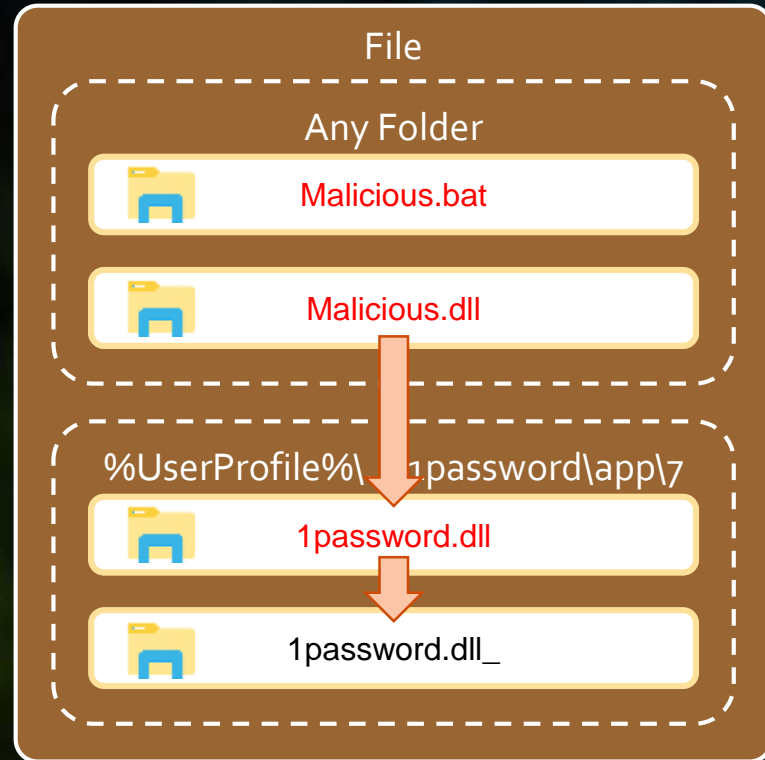 File
Any Folder
Malicious.bat
Malicious.dll
%UserProfile%\ 1password\app\7
1password.dll
1password.dll_